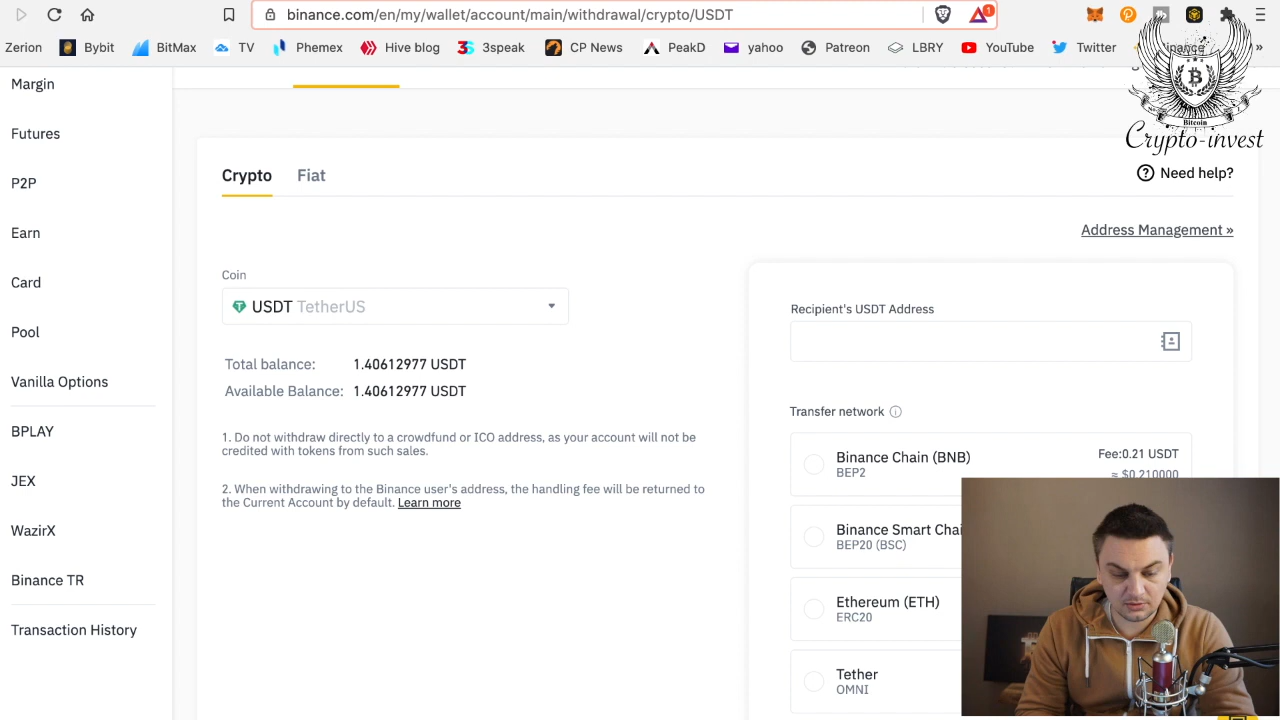 binance.com/en/my/wallet/account/main/withdrawal/crypto/USDT
1
Zerion Bybit BitMax TV Phemex Hive blog 3speak CP News PeakD yahoo Patreon LBRY YouTube Twitter »
Bitcoin
Crypto-invest
Margin
Futures
P2P
Earn
Card
Pool
Vanilla Options
BPLAY
JEX
WazirX
Binance TR
Transaction History
Crypto Fiat
Need help?
Address Management »
Coin
USDT TetherUS
Total balance: 1.40612977 USDT
Available Balance: 1.40612977 USDT
1. Do not withdraw directly to a crowdfund or ICO address, as your account will not be
credited with tokens from such sales.
2. When withdrawing to the Binance user's address, the handling fee will be returned to
the Current Account by default. Learn more
Recipient's USDT Address
Transfer network
Binance Chain (BNB) Fee:0.21 USDT
BEP2 ≈ $0.210000
Binance Smart Chai
BEP20 (BSC)
Ethereum (ETH)
ERC20
Tether
OMNI